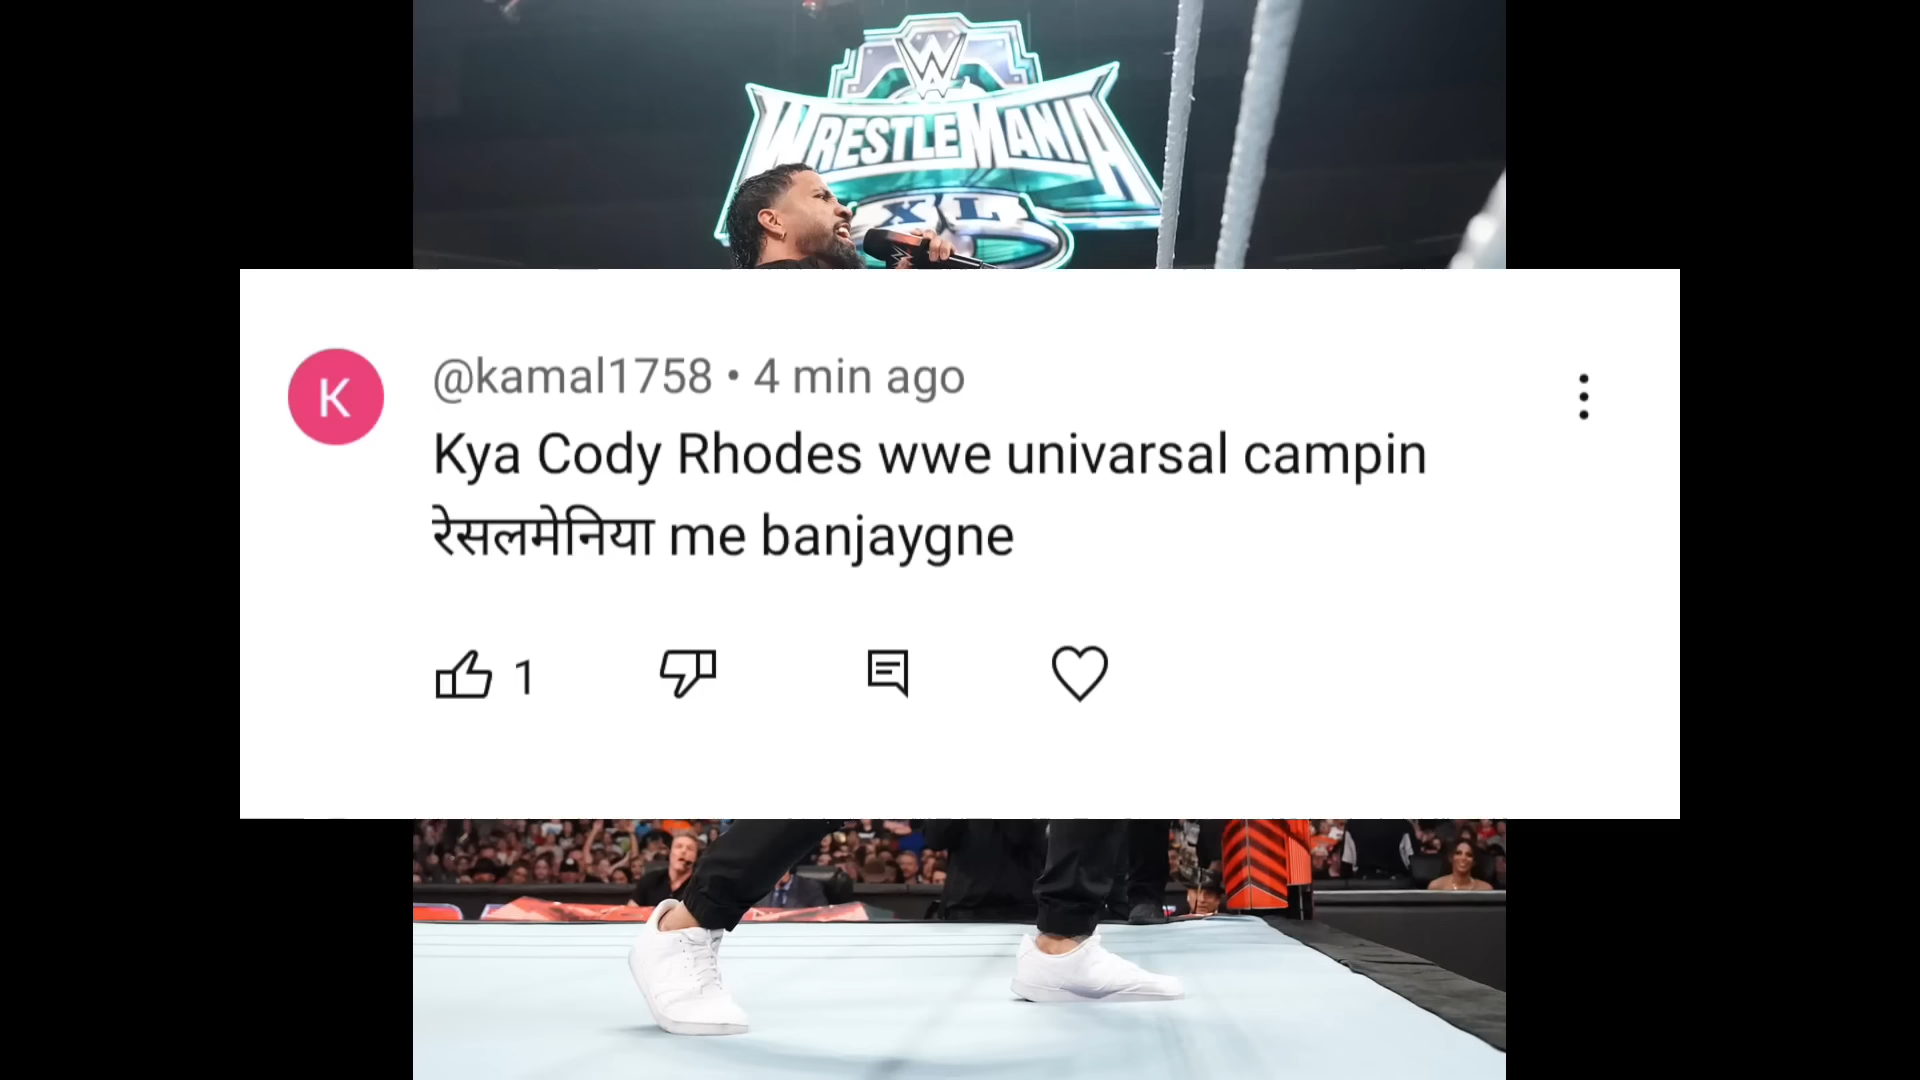 W
WRESTLEMANIA
XL
K
@kamal1758 • 4 min ago
Kya Cody Rhodes wwe univarsal campin
रेसलमेनिया me banjaygne
1